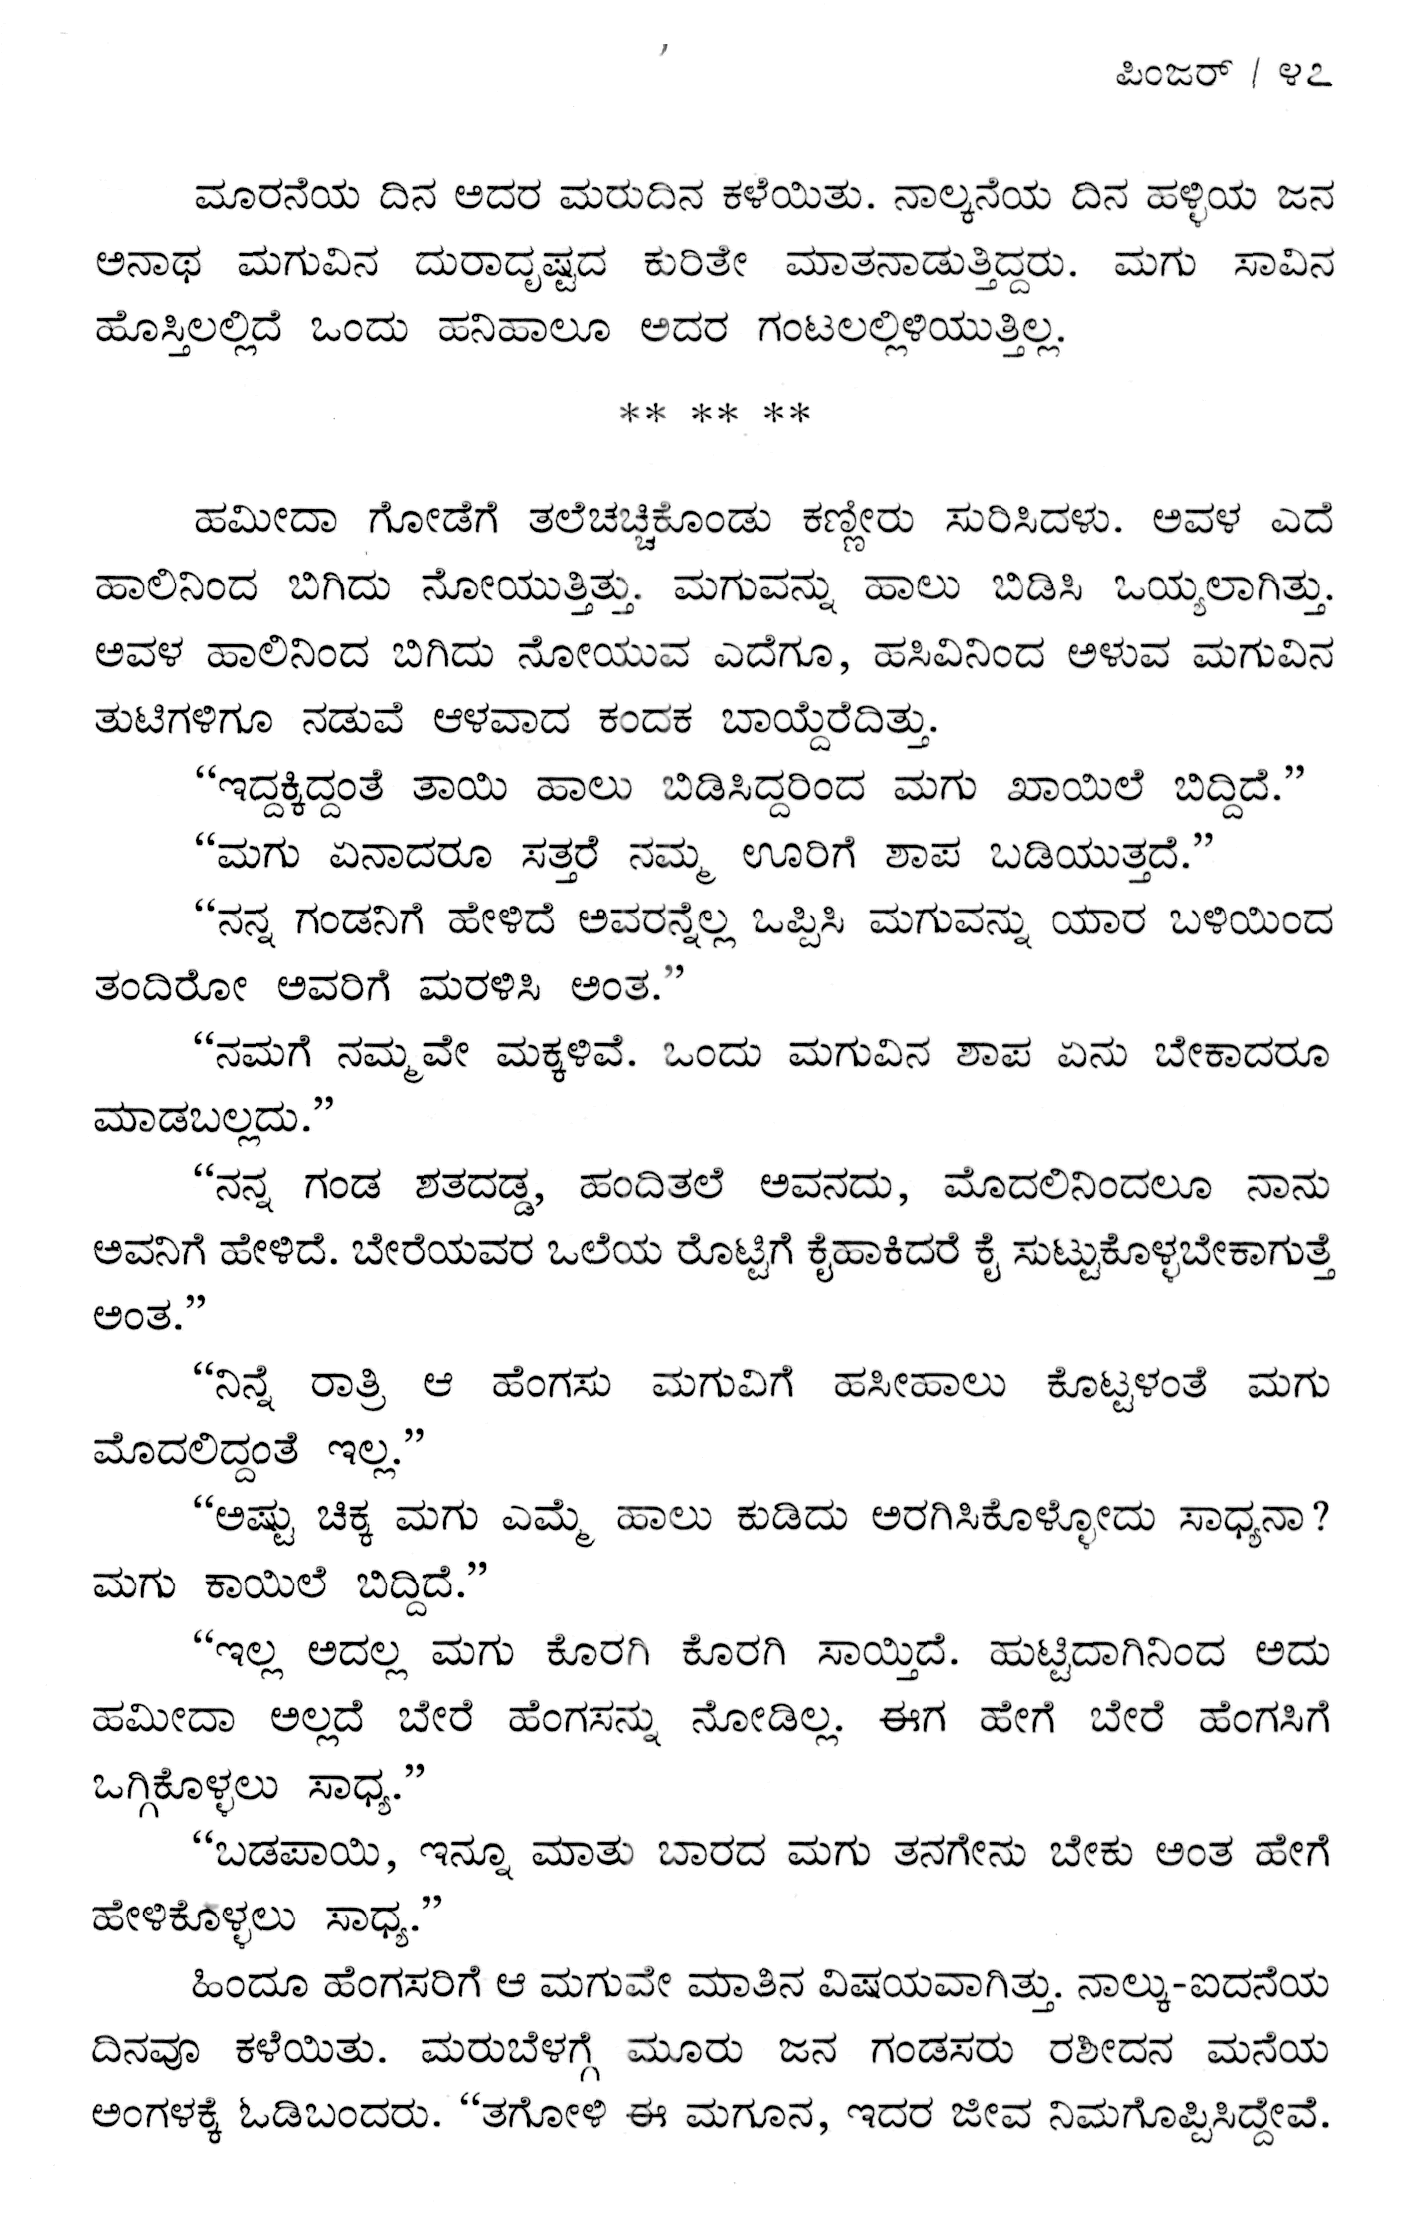 ಪಿಂಜರ್ / ೪೭
ಮೂರನೆಯ ದಿನ ಅದರ ಮರುದಿನ ಕಳೆಯಿತು. ನಾಲ್ಕನೆಯ ದಿನ ಹಳ್ಳಿಯ ಜನ
ಅನಾಥ ಮಗುವಿನ ದುರಾದೃಷ್ಟದ ಕುರಿತೇ ಮಾತನಾಡುತ್ತಿದ್ದರು. ಮಗು ಸಾವಿನ
ಹೊಸ್ತಿಲಲ್ಲಿದೆ ಒಂದು ಹನಿಹಾಲೂ ಅದರ ಗಂಟಲಲ್ಲಿಳಿಯುತ್ತಿಲ್ಲ.
** ** **
ಹಮೀದಾ ಗೋಡೆಗೆ ತಲೆಚಚ್ಚಿಕೊಂಡು ಕಣ್ಣೀರು ಸುರಿಸಿದಳು. ಅವಳ ಎದೆ
ಹಾಲಿನಿಂದ ಬಿಗಿದು ನೋಯುತ್ತಿತ್ತು. ಮಗುವನ್ನು ಹಾಲು ಬಿಡಿಸಿ ಒಯ್ಯಲಾಗಿತ್ತು.
ಅವಳ ಹಾಲಿನಿಂದ ಬಿಗಿದು ನೋಯುವ ಎದೆಗೂ, ಹಸಿವಿನಿಂದ ಅಳುವ ಮಗುವಿನ
ತುಟಿಗಳಿಗೂ ನಡುವೆ ಆಳವಾದ ಕಂದಕ ಬಾಯ್ದೆರೆದಿತ್ತು.
“ಇದ್ದಕ್ಕಿದ್ದಂತೆ ತಾಯಿ ಹಾಲು ಬಿಡಿಸಿದ್ದರಿಂದ ಮಗು ಖಾಯಿಲೆ ಬಿದ್ದಿದೆ.”
“ಮಗು ಏನಾದರೂ ಸತ್ತರೆ ನಮ್ಮ ಊರಿಗೆ ಶಾಪ ಬಡಿಯುತ್ತದೆ.”
“ನನ್ನ ಗಂಡನಿಗೆ ಹೇಳಿದೆ ಅವರನ್ನೆಲ್ಲ ಒಪ್ಪಿಸಿ ಮಗುವನ್ನು ಯಾರ ಬಳಿಯಿಂದ
ತಂದಿರೋ ಅವರಿಗೆ ಮರಳಿಸಿ ಅಂತ.”
“ನಮಗೆ ನಮ್ಮವೇ ಮಕ್ಕಳಿವೆ. ಒಂದು ಮಗುವಿನ ಶಾಪ ಏನು ಬೇಕಾದರೂ
ಮಾಡಬಲ್ಲದು.”
“ನನ್ನ ಗಂಡ ಶತದಡ್ಡ, ಹಂದಿತಲೆ ಅವನದು, ಮೊದಲಿನಿಂದಲೂ ನಾನು
ಅವನಿಗೆ ಹೇಳಿದೆ. ಬೇರೆಯವರ ಒಲೆಯ ರೊಟ್ಟಿಗೆ ಕೈಹಾಕಿದರೆ ಕೈ ಸುಟ್ಟುಕೊಳ್ಳಬೇಕಾಗುತ್ತೆ
ಅಂತ.”
“ನಿನ್ನೆ ರಾತ್ರಿ ಆ ಹೆಂಗಸು ಮಗುವಿಗೆ ಹಸೀಹಾಲು ಕೊಟ್ಟಳಂತೆ ಮಗು
ಮೊದಲಿದ್ದಂತೆ ಇಲ್ಲ.”
“ಅಷ್ಟು ಚಿಕ್ಕ ಮಗು ಎಮ್ಮೆ ಹಾಲು ಕುಡಿದು ಅರಗಿಸಿಕೊಳ್ಳೋದು ಸಾಧ್ಯನಾ?
ಮಗು ಕಾಯಿಲೆ ಬಿದ್ದಿದೆ.”
“ಇಲ್ಲ ಅದಲ್ಲ ಮಗು ಕೊರಗಿ ಕೊರಗಿ ಸಾಯ್ತಿದೆ. ಹುಟ್ಟಿದಾಗಿನಿಂದ ಅದು
ಹಮೀದಾ ಅಲ್ಲದೆ ಬೇರೆ ಹೆಂಗಸನ್ನು ನೋಡಿಲ್ಲ. ಈಗ ಹೇಗೆ ಬೇರೆ ಹೆಂಗಸಿಗೆ
ಒಗ್ಗಿಕೊಳ್ಳಲು ಸಾಧ್ಯ.”
“ಬಡಪಾಯಿ, ಇನ್ನೂ ಮಾತು ಬಾರದ ಮಗು ತನಗೇನು ಬೇಕು ಅಂತ ಹೇಗೆ
ಹೇಳಿಕೊಳ್ಳಲು ಸಾಧ್ಯ.”
ಹಿಂದೂ ಹೆಂಗಸರಿಗೆ ಆ ಮಗುವೇ ಮಾತಿನ ವಿಷಯವಾಗಿತ್ತು. ನಾಲ್ಕು-ಐದನೆಯ
ದಿನವೂ ಕಳೆಯಿತು. ಮರುಬೆಳಗ್ಗೆ ಮೂರು ಜನ ಗಂಡಸರು ರಶೀದನ ಮನೆಯ
ಅಂಗಳಕ್ಕೆ ಓಡಿಬಂದರು. “ತಗೋಳಿ ಈ ಮಗೂನ, ಇದರ ಜೀವ ನಿಮಗೊಪ್ಪಿಸಿದ್ದೇವೆ.